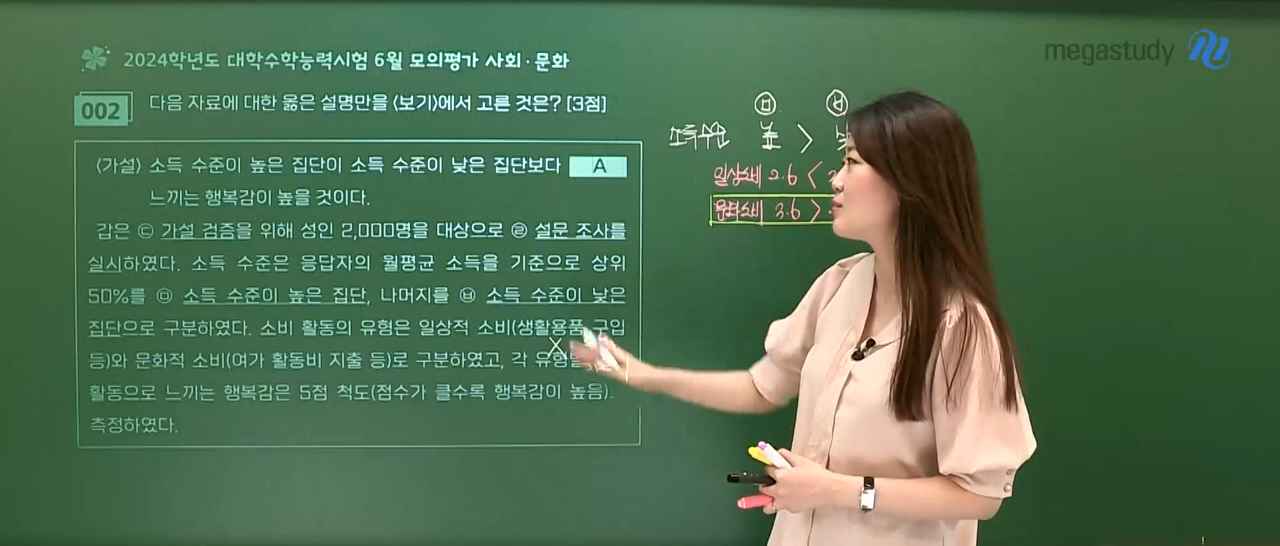 megastudy
2024학년도 대학수학능력시험 6월 모의평가 사회·문화
002 다음 자료에 대한 옳은 설명만을 〈보기〉에서 고른 것은? [3점]
〈가설〉 소득 수준이 높은 집단이 소득 수준이 낮은 집단보다 A
느끼는 행복감이 높을 것이다.
갑은 ㉢ 가설 검증을 위해 성인 2,000명을 대상으로 ㉣ 설문 조사를
실시하였다. 소득 수준은 응답자의 월평균 소득을 기준으로 상위
50%를 ㉤ 소득 수준이 높은 집단, 나머지를 ㉥ 소득 수준이 낮은
집단으로 구분하였다. 소비 활동의 유형은 일상적 소비(생활용품 구입
등)와 문화적 소비(여가 활동비 지출 등)로 구분하였고, 각
활동으로 느끼는 행복감은 5점 척도(점수가 클수록 행복감이 높음)
측정하였다.
㉤ ㉥
소득수준 높 >
일상소비 2.6 <
문화소비 3.6 >